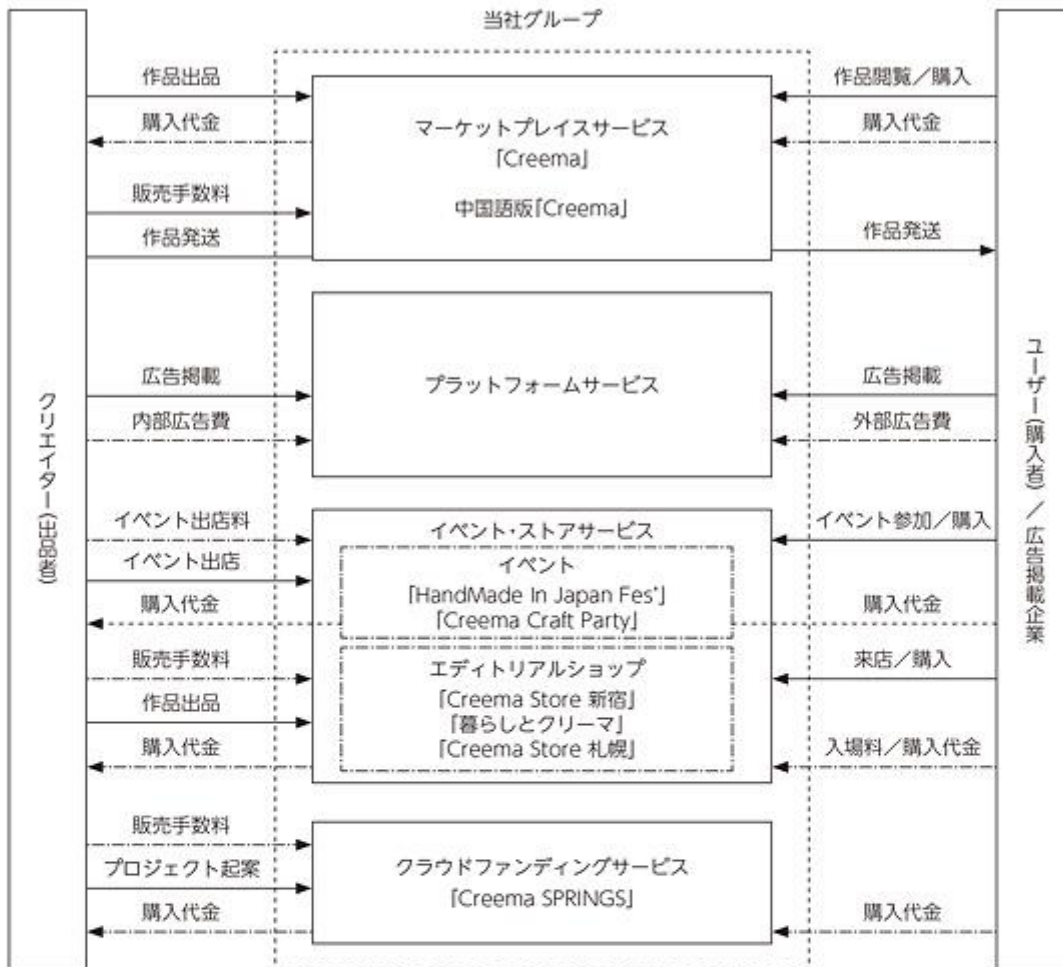 当社グループ
クリエイター(出品者)
ユーザー(購入者)/広告掲載企業
作品出品
購入代金
販売手数料
作品発送
マーケットプレイスサービス
「Creema」
中国語版「Creema」
作品閲覧/購入
購入代金
作品発送
広告掲載
内部広告費
プラットフォームサービス
広告掲載
外部広告費
イベント出店料
イベント出店
購入代金
販売手数料
作品出品
購入代金
イベント・ストアサービス
イベント
「HandMade In Japan Fes'」
「Creema Craft Party」
エディトリアルショップ
「Creema Store 新宿」
「暮らしとクリーマ」
「Creema Store 札幌」
イベント参加/購入
購入代金
来店/購入
入場料/購入代金
販売手数料
プロジェクト起案
購入代金
クラウドファンディングサービス
「Creema SPRINGS」
購入代金